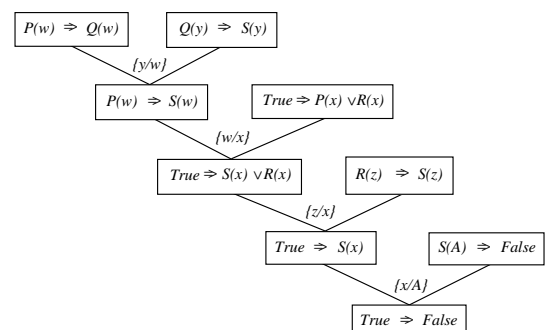 P(w) ⇒ Q(w) Q(y) ⇒ S(y)
{y/w}
P(w) ⇒ S(w) True ⇒ P(x) ∨R(x)
{w/x}
True ⇒ S(x) ∨R(x) R(z) ⇒ S(z)
{z/x}
True ⇒ S(x) S(A) ⇒ False
{x/A}
True ⇒ False